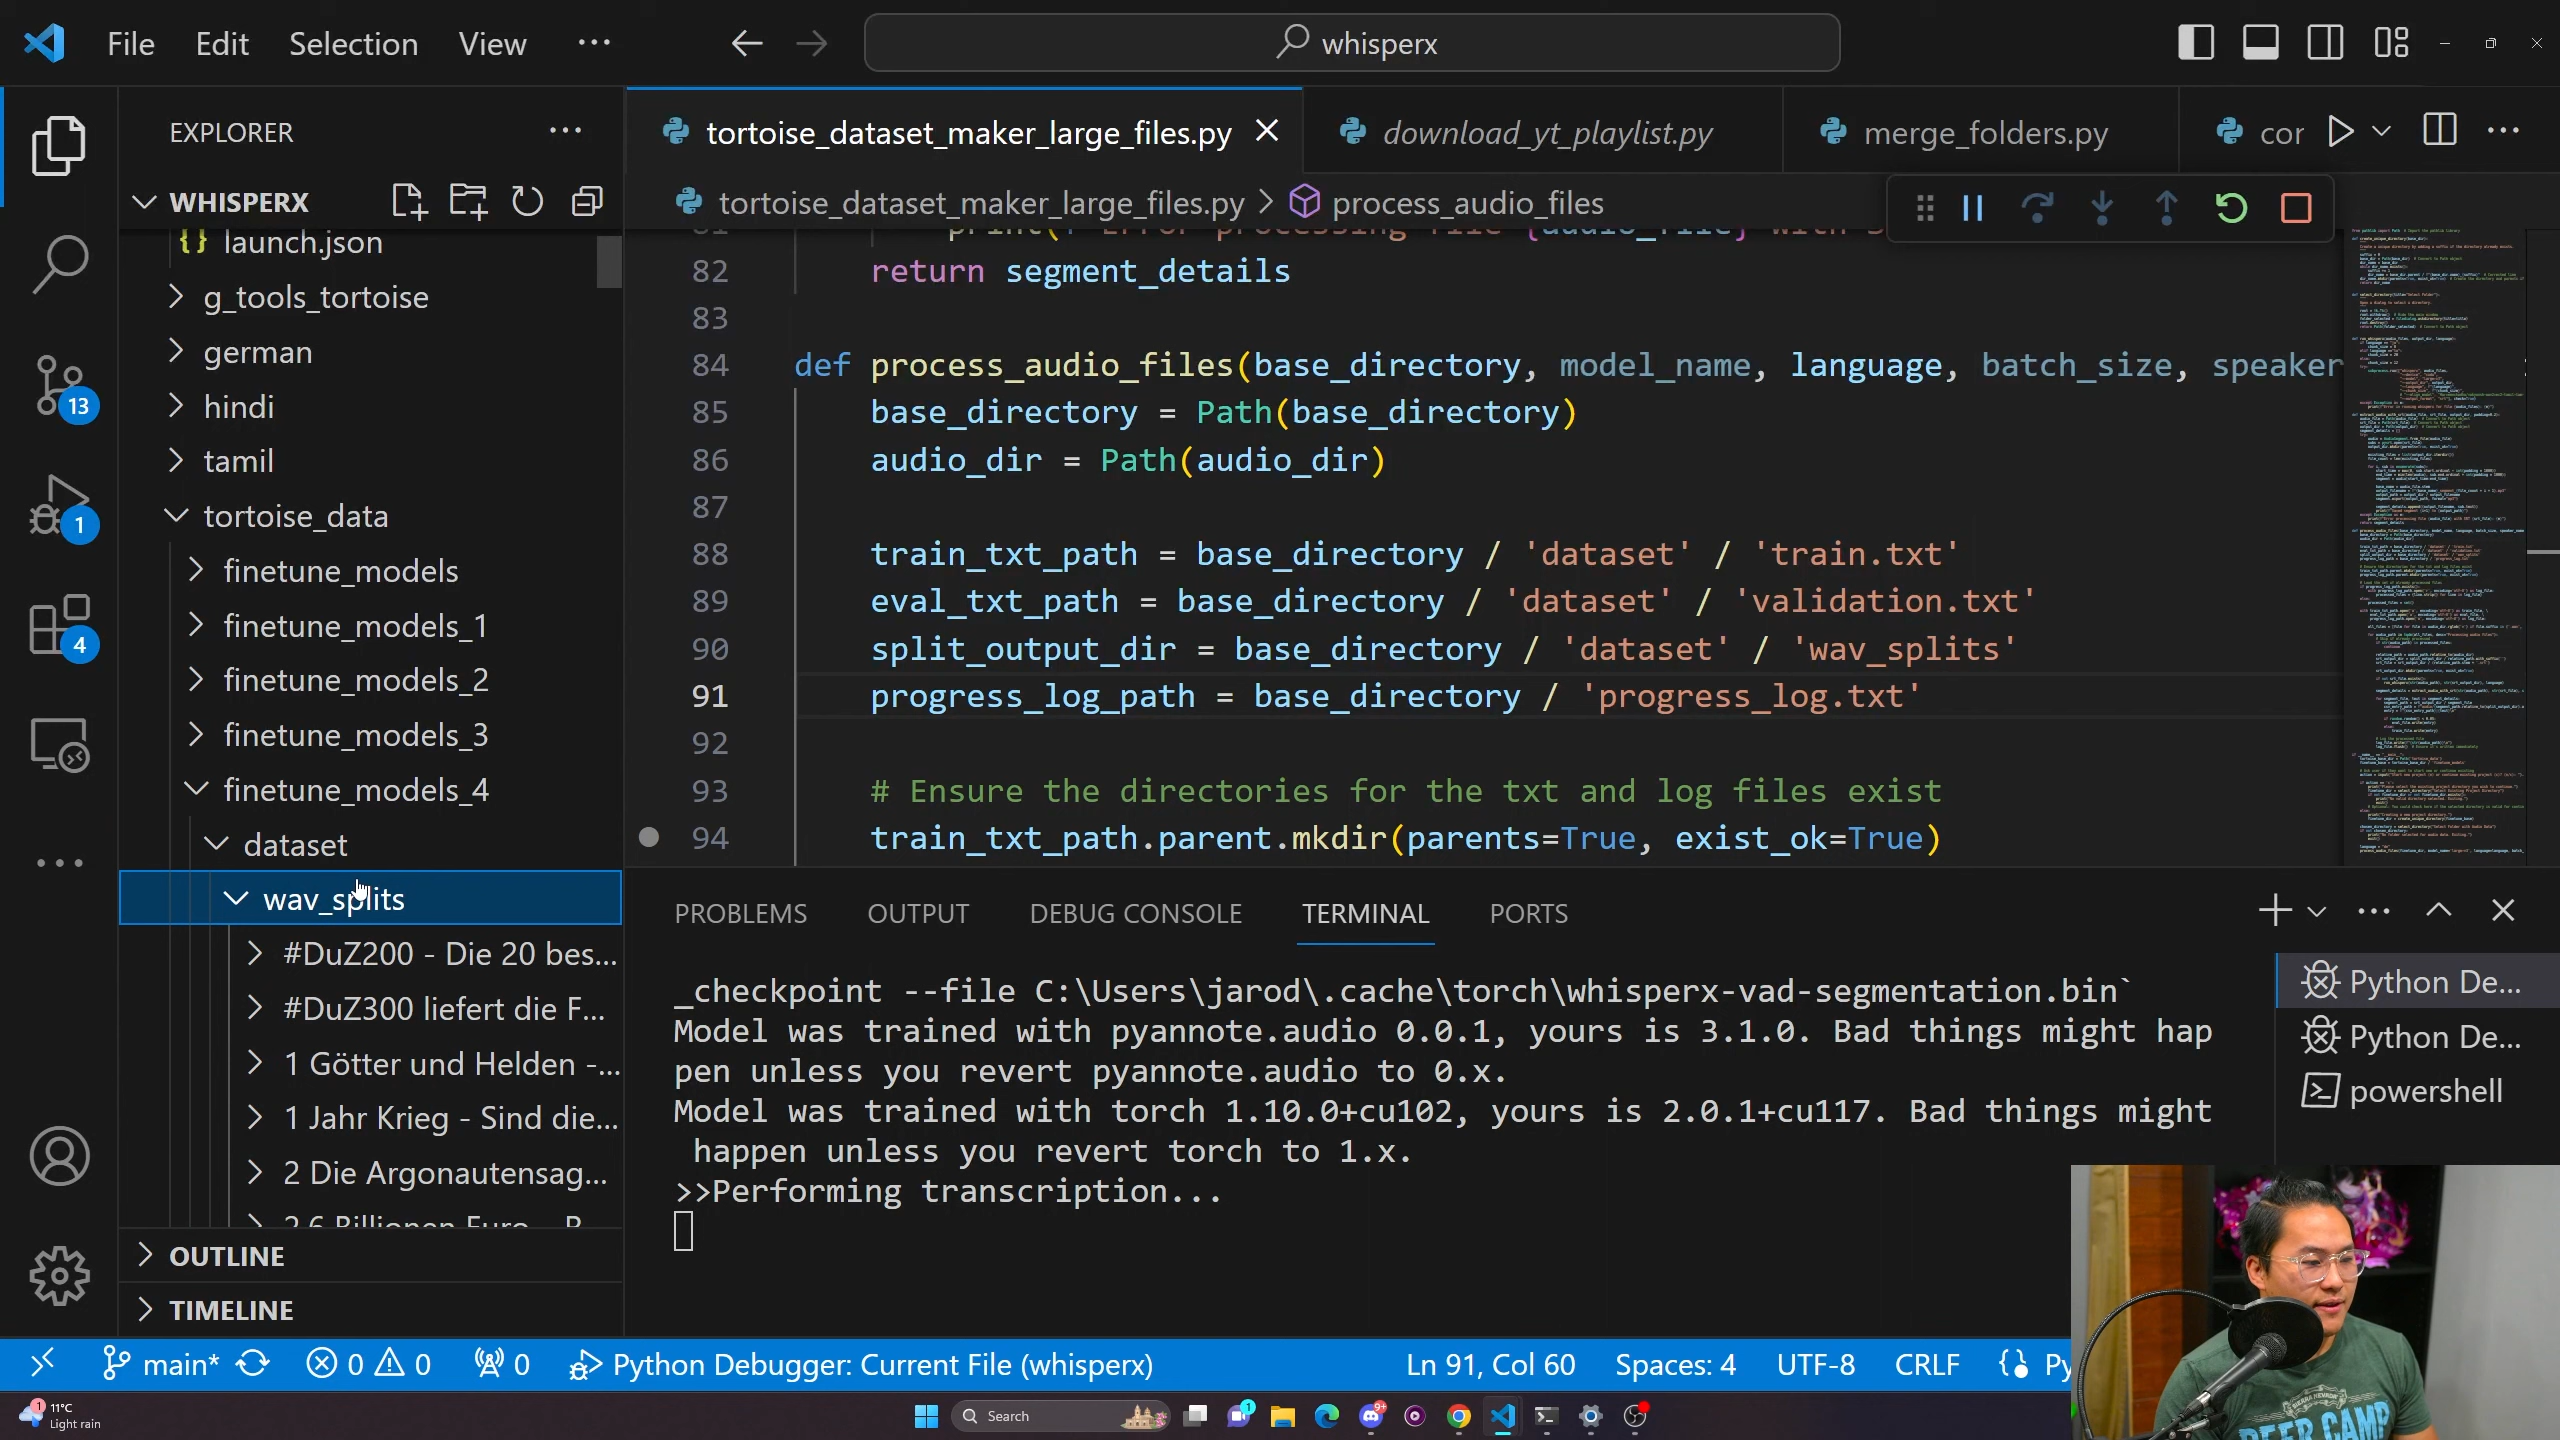 File Edit Selection View ···
whisperx
EXPLORER ···
WHISPERX
launch.json
g_tools_tortoise
german
hindi
tamil
tortoise_data
finetune_models
finetune_models_1
finetune_models_2
finetune_models_3
finetune_models_4
dataset
wav_splits
#DuZ200 - Die 20 bes...
#DuZ300 liefert die F...
1 Götter und Helden -...
1 Jahr Krieg - Sind die...
2 Die Argonautensag...
OUTLINE
TIMELINE
13
1
4
tortoise_dataset_maker_large_files.py download_yt_playlist.py merge_folders.py cor
tortoise_dataset_maker_large_files.py > process_audio_files
82 return segment_details
83
84 def process_audio_files(base_directory, model_name, language, batch_size, speaker
85 base_directory = Path(base_directory)
86 audio_dir = Path(audio_dir)
87
88 train_txt_path = base_directory / 'dataset' / 'train.txt'
89 eval_txt_path = base_directory / 'dataset' / 'validation.txt'
90 split_output_dir = base_directory / 'dataset' / 'wav_splits'
91 progress_log_path = base_directory / 'progress_log.txt'
92
93 # Ensure the directories for the txt and log files exist
94 train_txt_path.parent.mkdir(parents=True, exist_ok=True)
PROBLEMS OUTPUT DEBUG CONSOLE TERMINAL PORTS
_checkpoint --file C:\Users\jarod\.cache\torch\whisperx-vad-segmentation.bin`
Model was trained with pyannote.audio 0.0.1, yours is 3.1.0. Bad things might hap
pen unless you revert pyannote.audio to 0.x.
Model was trained with torch 1.10.0+cu102, yours is 2.0.1+cu117. Bad things might
happen unless you revert torch to 1.x.
>>Performing transcription...
Python De...
Python De...
powershell
main* 0 0 0 Python Debugger: Current File (whisperx) Ln 91, Col 60 Spaces: 4 UTF-8 CRLF Py
1 11°C
Light rain
Search
1
9+
BEER CAMP